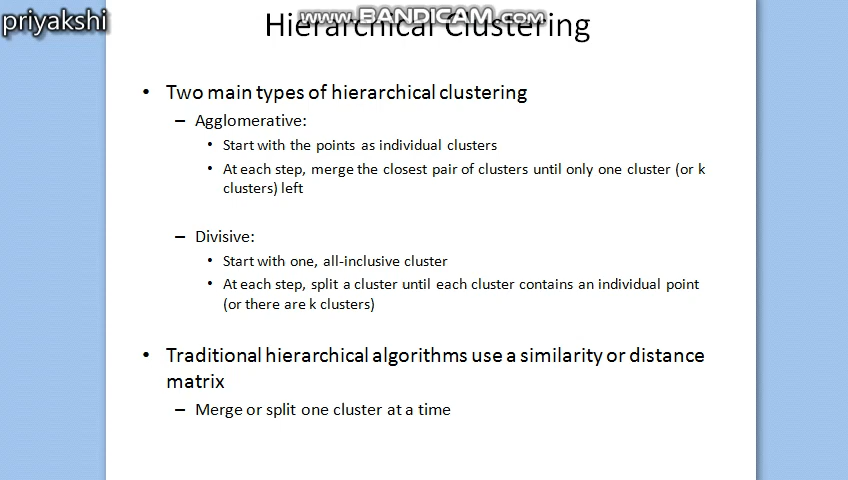 priyakshi
www.BANDICAM.com
Hierarchical Clustering
• Two main types of hierarchical clustering
– Agglomerative:
• Start with the points as individual clusters
• At each step, merge the closest pair of clusters until only one cluster (or k
clusters) left
– Divisive:
• Start with one, all-inclusive cluster
• At each step, split a cluster until each cluster contains an individual point
(or there are k clusters)
• Traditional hierarchical algorithms use a similarity or distance
matrix
– Merge or split one cluster at a time